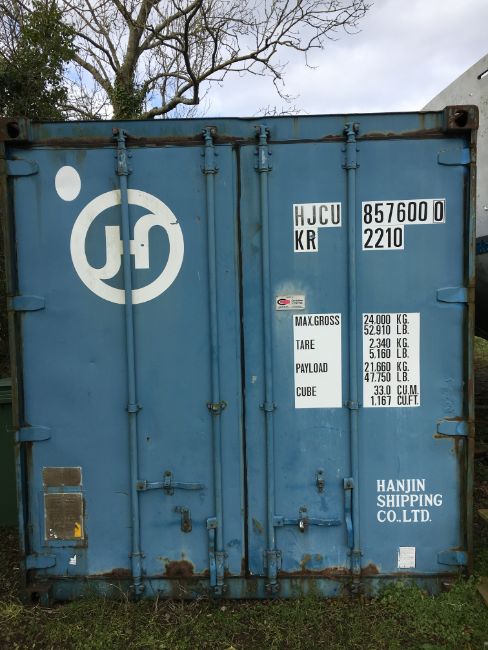 H
HJCU 857600 0
KR 2210
MAX.GROSS 24.000 KG.
52.910 LB.
TARE 2.340 KG.
5.160 LB.
PAYLOAD 21.660 KG.
47.750 LB.
CUBE 33.0 CU.M.
1.167 CU.FT.
HANJIN
SHIPPING
CO.,LTD.